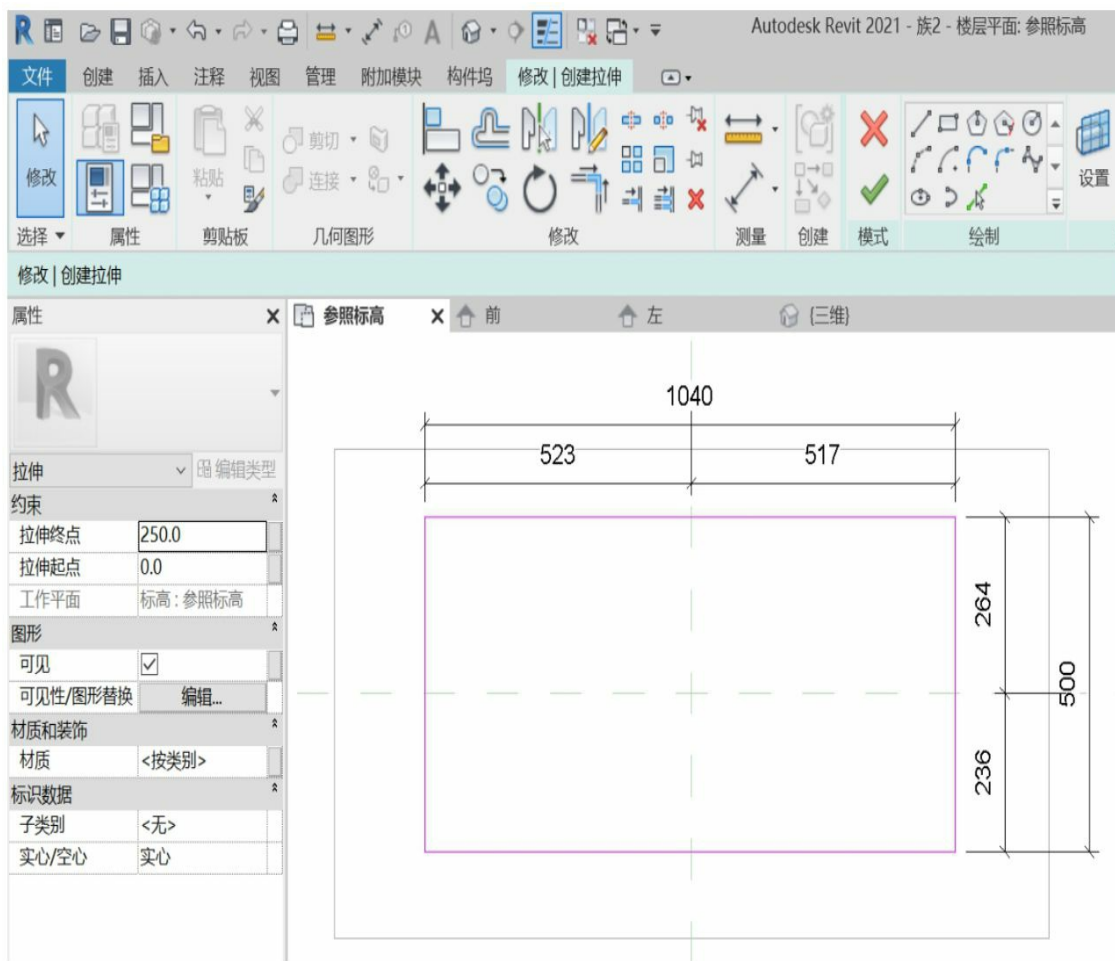 Autodesk Revit 2021 - 族2 - 楼层平面: 参照标高
文件 创建 插入 注释 视图 管理 附加模块 构件坞 修改 | 创建拉伸
修改 粘贴 剪切 连接 设置
选择 属性 剪贴板 几何图形 修改 测量 创建 模式 绘制
修改 | 创建拉伸
属性
参照标高 前 左 {三维}
拉伸 编辑类型
约束
拉伸终点 250.0
拉伸起点 0.0
工作平面 标高 : 参照标高
图形
可见
可见性/图形替换 编辑...
材质和装饰
材质 <按类别>
标识数据
子类别 <无>
实心/空心 实心
1040
523 517
264
500
236